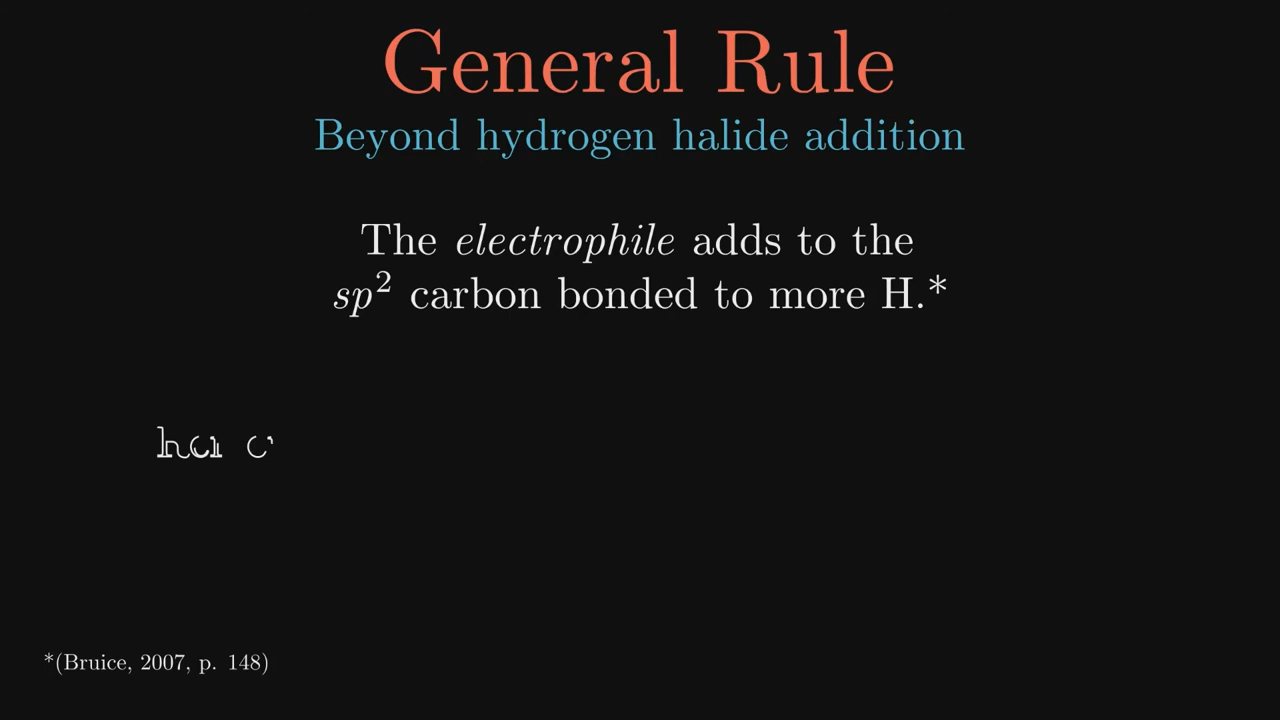 General Rule
Beyond hydrogen halide addition
The electrophile adds to the
sp² carbon bonded to more H.*
*(Bruice, 2007, p. 148)